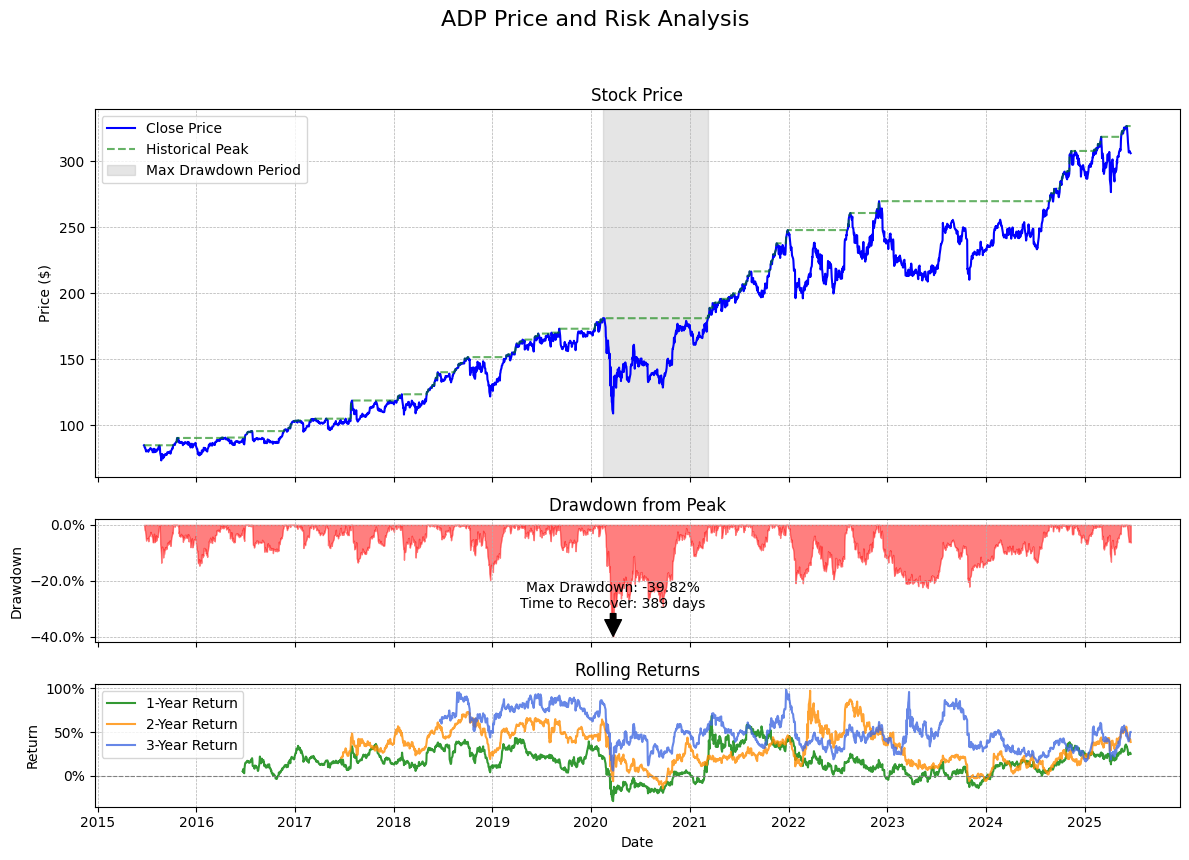 ADP Price and Risk Analysis
Stock Price
Close Price
Historical Peak
Max Drawdown Period
Price ($)
300
250
200
150
100
Drawdown from Peak
Drawdown
0.0%
−20.0%
−40.0%
Max Drawdown: -39.82%
Time to Recover: 389 days
Rolling Returns
1-Year Return
2-Year Return
3-Year Return
Return
100%
50%
0%
2015 2016 2017 2018 2019 2020 2021 2022 2023 2024 2025
Date